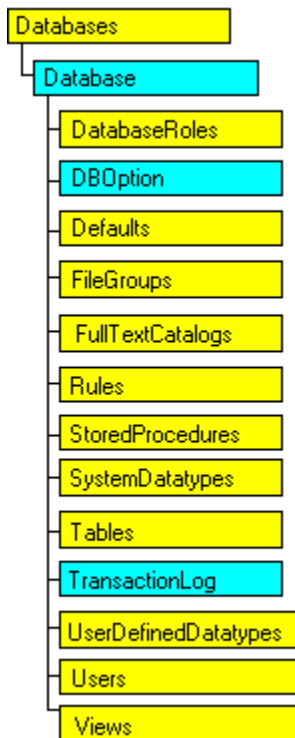 Databases
Database
DatabaseRoles
DBOption
Defaults
FileGroups
FullTextCatalogs
Rules
StoredProcedures
SystemDatatypes
Tables
TransactionLog
UserDefinedDatatypes
Users
Views